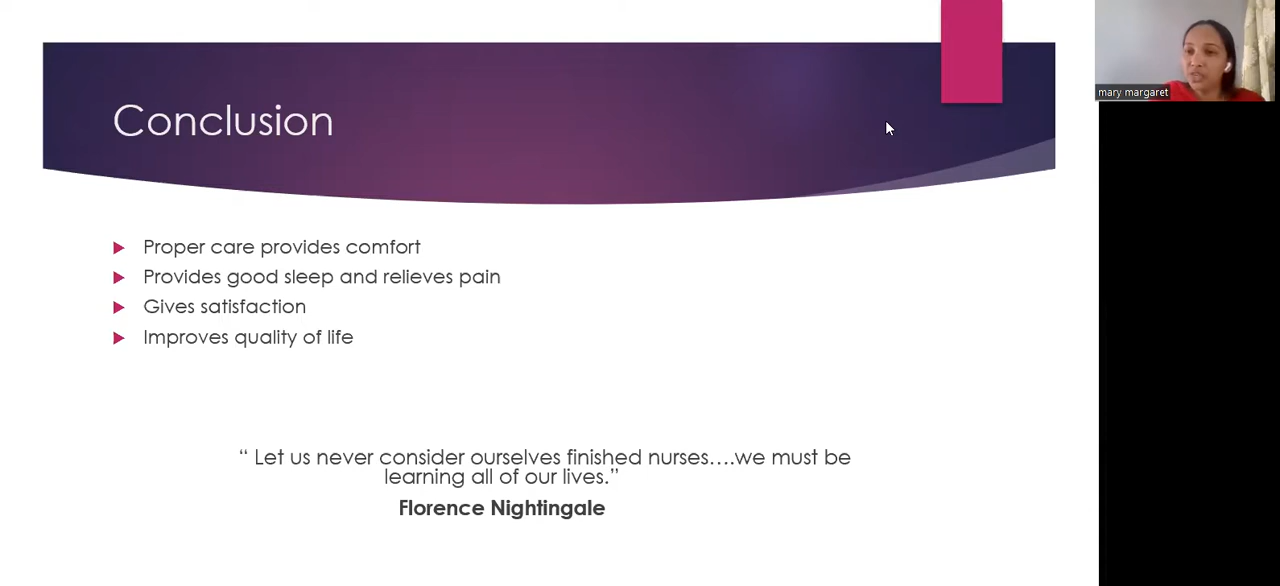 Conclusion
mary margaret
Proper care provides comfort
Provides good sleep and relieves pain
Gives satisfaction
Improves quality of life
“ Let us never consider ourselves finished nurses….we must be
learning all of our lives.”
Florence Nightingale